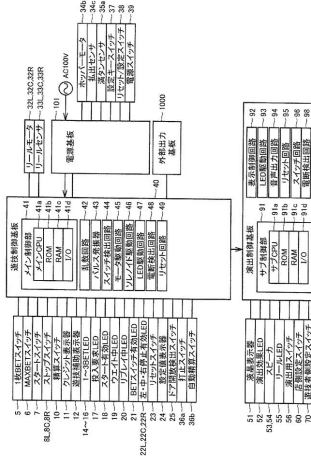 5 1枚BETスイッチ
6 MAXBETスイッチ
7 スタートスイッチ
8L,8C,8R ストップスイッチ
10 精算スイッチ
11 クレジット表示器
12 遊技補助表示器
14〜16 1〜3BETLED
17 投入要求LED
18 スタート有効LED
19 ウエイト中LED
20 リプレイ中LED
21 BETスイッチ有効LED
22L,22C,22R 左・中・右停止有効LED
23 リセットスイッチ
24 設定値表示器
25 ドア開放検出スイッチ
36a 打止スイッチ
36b 自動精算スイッチ
遊技制御基板
40
メイン制御部 41
メインCPU 41a
ROM 41b
RAM 41c
I/O 41d
乱数回路 42
パルス発振器 43
スイッチ検出回路 44
モータ駆動回路 45
ソレノイド駆動回路 46
LED駆動回路 47
電断検出回路 48
リセット回路 49
リールモータ 32L,32C,32R
リールセンサ 33L,33C,33R
101
AC100V
電源基板
外部出力基板
1000
ホッパーモータ 34b
払出センサ 34c
満タンセンサ 35a
設定キースイッチ 37
リセット/設定スイッチ 38
電源スイッチ 39
51 液晶表示器
52 演出効果LED
53,54 スピーカ
55 リールLED
56 演出用スイッチ
60 店側設定スイッチ
70 遊技者側設定スイッチ
演出制御基板
サブ制御部 91
サブCPU 91a
ROM 91b
RAM 91c
I/O 91d
表示制御回路 92
LED駆動回路 93
音声出力回路 94
リセット回路 95
スイッチ回路 96
電断検出回路 98